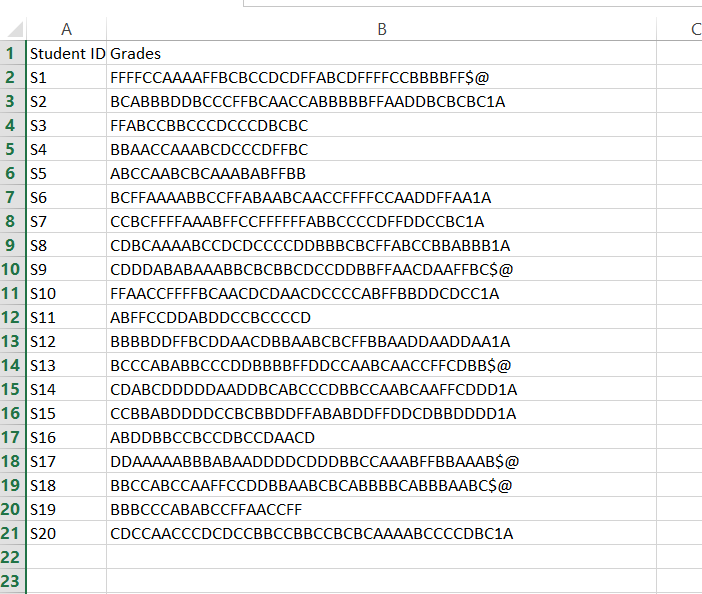 A B C
1 Student ID Grades
2 S1 FFFFCCAAAAFFBCBCCDCDFFABCDFFFFCCBBBBFF$@
3 S2 BCABBBDDBCCCFFBCAACCABBBBBFFAADDBCBCBC1A
4 S3 FFABCCBBCCCDCCCDBCBC
5 S4 BBAACCAAABCDCCCDFFBC
6 S5 ABCCAABCBCAAABABFFBB
7 S6 BCFFAAAABBCCFFABAABCAACCFFFFCCAADDFFAA1A
8 S7 CCBCFFFFAAABFFCCFFFFFFABBCCCCDFFDDCCBC1A
9 S8 CDBCAAAABCCDCDCCCCDDBBBCBCFFABCCBBABBB1A
10 S9 CDDDABABAAABBCBCBBCDCCDDBBFFAACDAAFFBC$@
11 S10 FFAACCFFFFBCAACDCDAACDCCCCABFFBBDDCDCC1A
12 S11 ABFFCCDDABDDCCBCCCCD
13 S12 BBBBDDFFBCDDAACDBBAABCBCFFBBAADDAADDAA1A
14 S13 BCCCABABBCCCDDBBBBFFDDCCAABCAACCFFCDBB$@
15 S14 CDABCDDDDDAADDBCABCCCDBBCCAABCAAFFCDDD1A
16 S15 CCBBABDDDDCCBCBBDDFFABABDDFFDDCDBBDDDD1A
17 S16 ABDDBBCCBCCDBCCDAACD
18 S17 DDAAAAABBBABAADDDDCDDDBBCCAAABFFBBAAAB$@
19 S18 BBCCABCCAAFFCCDDBBAABCBCABBBBCABBBAABC$@
20 S19 BBBCCCABABCCFFAACCFF
21 S20 CDCCAACCCDCDCCBBCCBBCCBCBCAAAABCCCCDBC1A
22
23